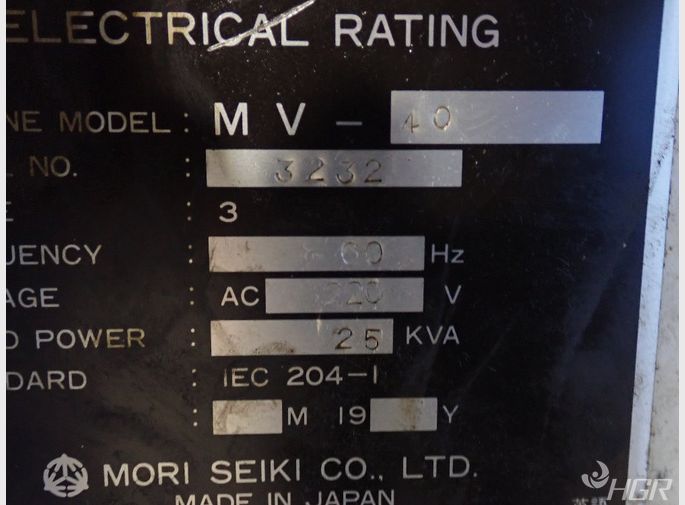 ELECTRICAL RATING
NE MODEL : MV - 40
L NO. : 3232
E : 3
UENCY : 60 Hz
AGE : AC 220 V
D POWER : 25 KVA
DARD : IEC 204-1
: M 19 Y
MORI SEIKI CO., LTD.
MADE IN JAPAN
HGR